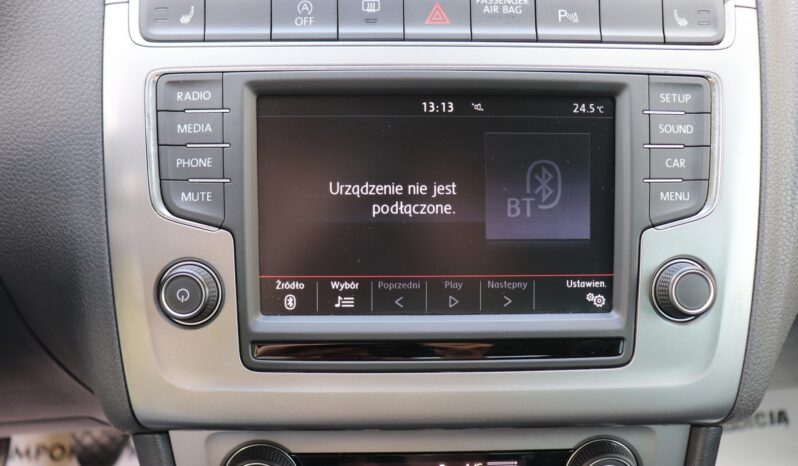 OFF
PASSENGER
AIR BAG
P
RADIO
MEDIA
PHONE
MUTE
13:13
24.5°C
Urządzenie nie jest
podłączone.
BT
Źródło
Wybór
Poprzedni
Play
Następny
Ustawien.
SETUP
SOUND
CAR
MENU